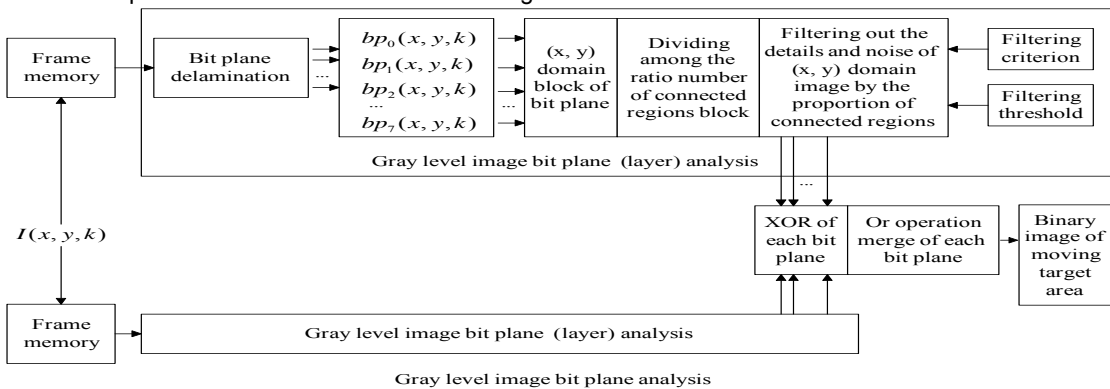 Frame
memory
Bit plane
delamination
...
bp0(x, y, k)
bp1(x, y, k)
bp2(x, y, k)
...
bp7(x, y, k)
...
(x, y)
domain
block of
bit plane
Dividing
among the
ratio number
of connected
regions block
Filtering out the
details and noise of
(x, y) domain
image by the
proportion of
connected regions
Filtering
criterion
Filtering
threshold
Gray level image bit plane (layer) analysis
...
I(x, y, k)
XOR of
each bit
plane
Or operation
merge of each
bit plane
Binary
image of
moving
target
area
Frame
memory
Gray level image bit plane (layer) analysis
Gray level image bit plane analysis